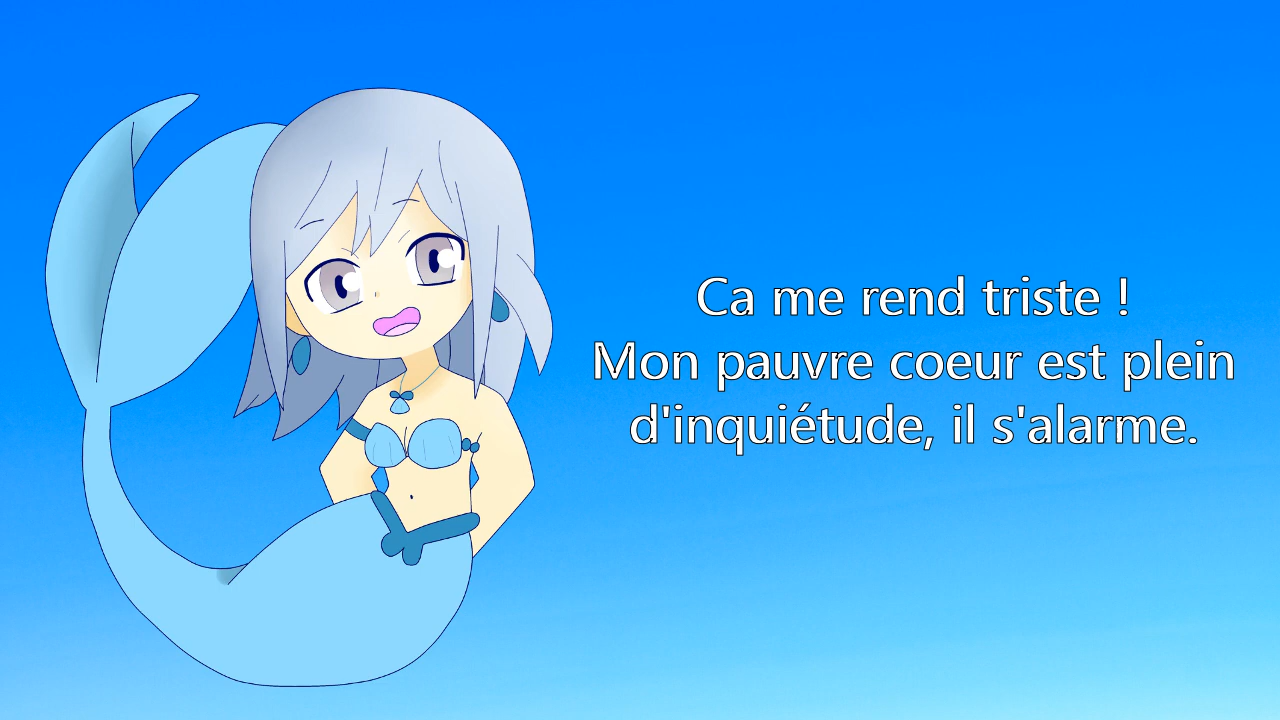 Ca me rend triste !
Mon pauvre coeur est plein
d'inquiétude, il s'alarme.